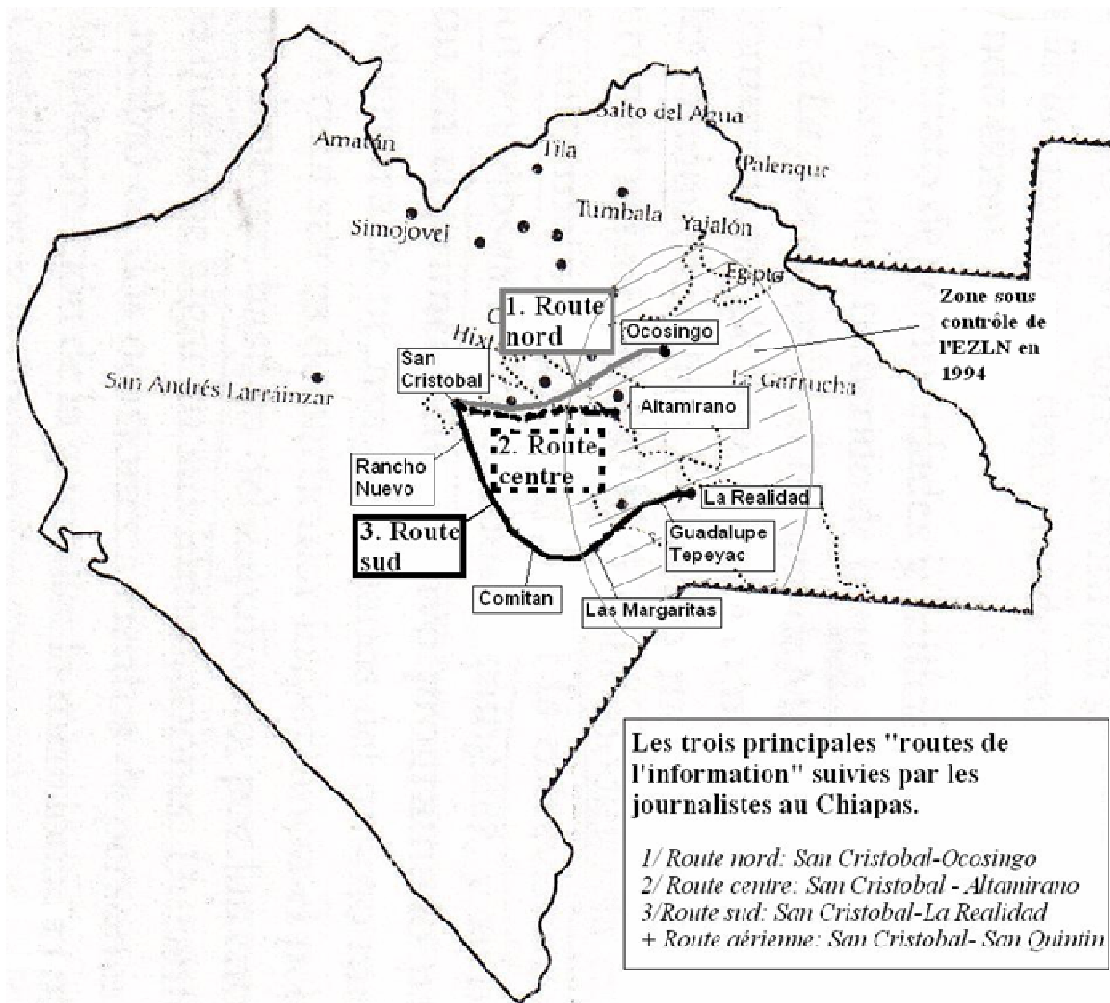 Salto del Agua
Amatán
Tila
Palenque
Tumbala
Simojovel
Yajalón
Egipto
1. Route
nord
Zone sous
contrôle de
l'EZLN en
1994
Ocosingo
San
Cristobal
San Andrés Larráinzar
La Garrucha
Altamirano
2. Route
centre
Rancho
Nuevo
La Realidad
3. Route
sud
Guadalupe
Tepeyac
Comitan
Las Margaritas
Les trois principales "routes de
l'information" suivies par les
journalistes au Chiapas.
1/ Route nord: San Cristobal-Ocosingo
2/ Route centre: San Cristobal - Altamirano
3/Route sud: San Cristobal-La Realidad
+ Route aérienne: San Cristobal- San Quintin